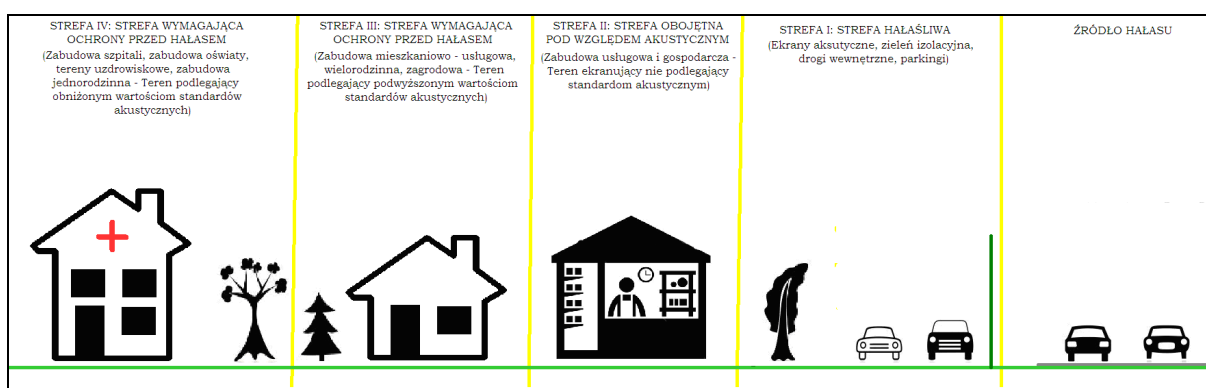 STREFA IV: STREFA WYMAGAJĄCA
OCHRONY PRZED HAŁASEM
(Zabudowa szpitali, zabudowa oświaty,
tereny uzdrowiskowe, zabudowa
jednorodzinna - Teren podlegający
obniżonym wartościom standardów
akustycznych)
STREFA III: STREFA WYMAGAJĄCA
OCHRONY PRZED HAŁASEM
(Zabudowa mieszkaniowo - usługowa,
wielorodzinna, zagrodowa - Teren
podlegający podwyższonym wartościom
standardów akustycznych)
STREFA II: STREFA OBOJĘTNA
POD WZGLĘDEM AKUSTYCZNYM
(Zabudowa usługowa i gospodarcza -
Teren ekranujący nie podlegający
standardom akustycznym)
STREFA I: STREFA HAŁAŚLIWA
(Ekrany aksutyczne, zieleń izolacyjna,
drogi wewnętrzne, parkingi)
ŹRÓDŁO HAŁASU